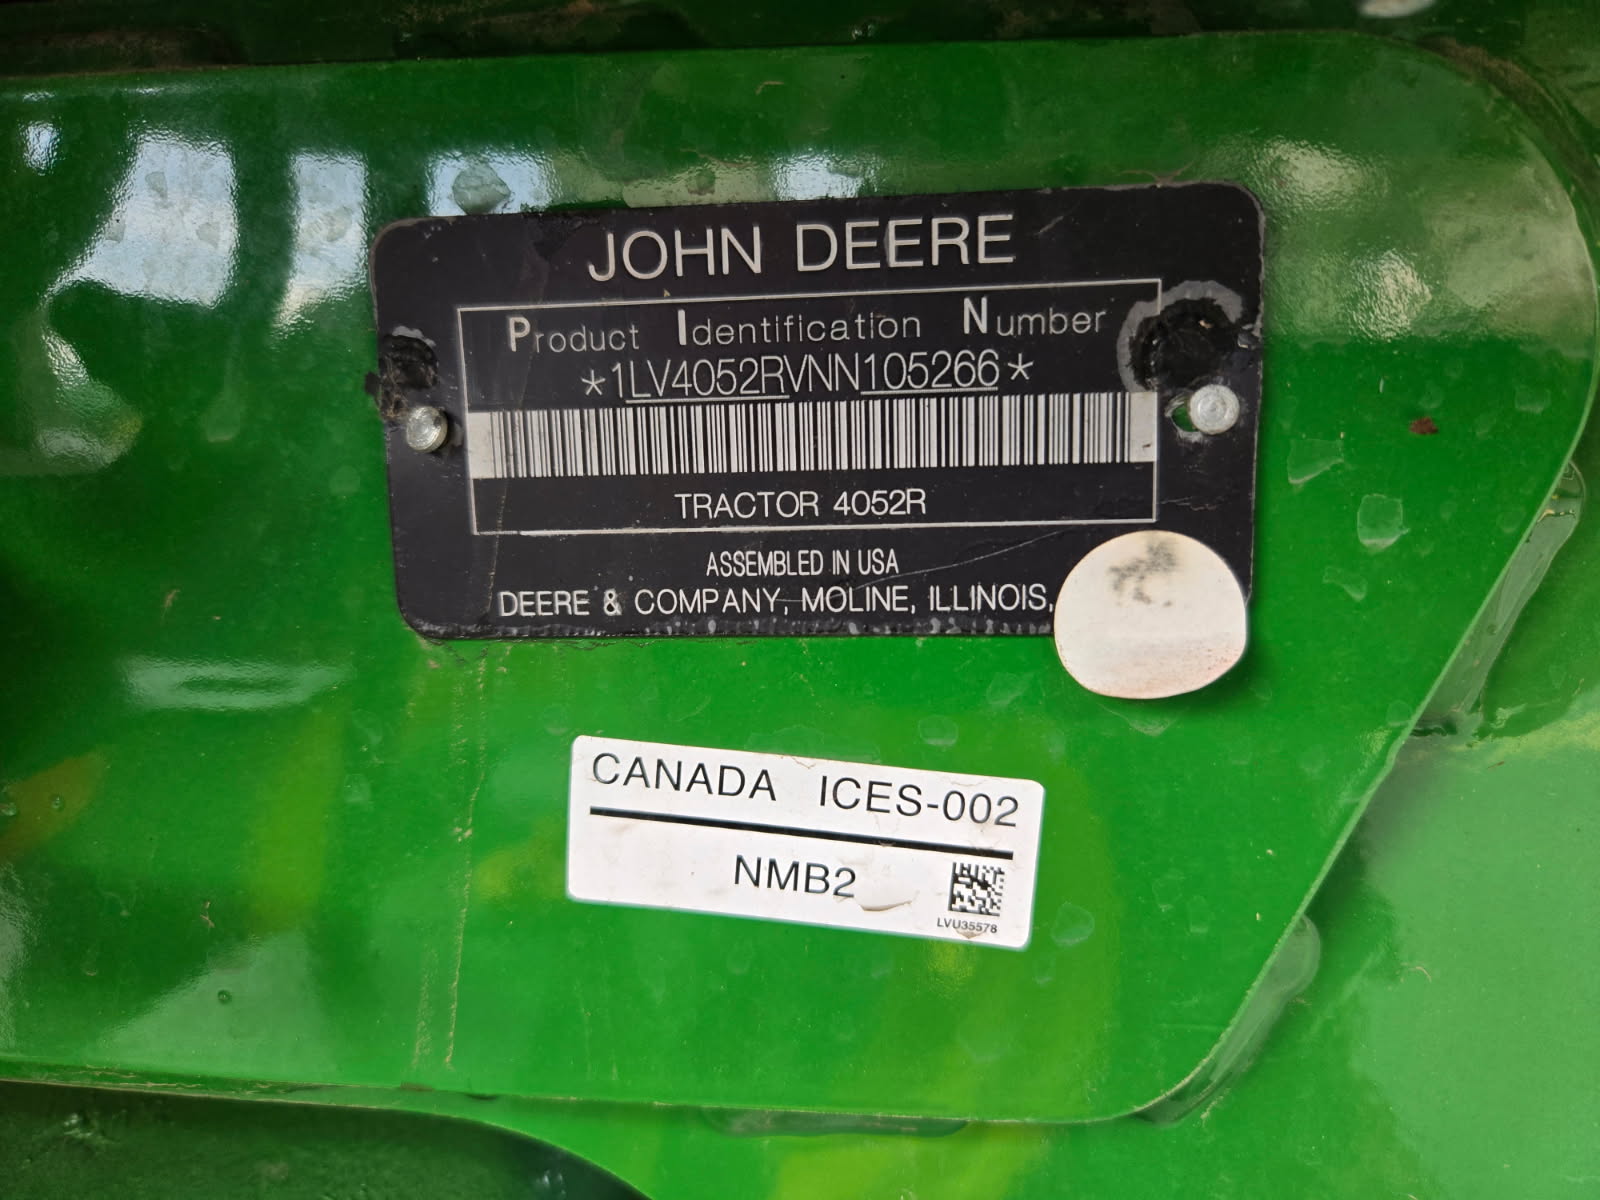 JOHN DEERE
Product Identification Number
*1LV4052RVNN105266*
TRACTOR 4052R
ASSEMBLED IN USA
DEERE & COMPANY, MOLINE, ILLINOIS,
CANADA ICES-002
NMB2
LVU35578